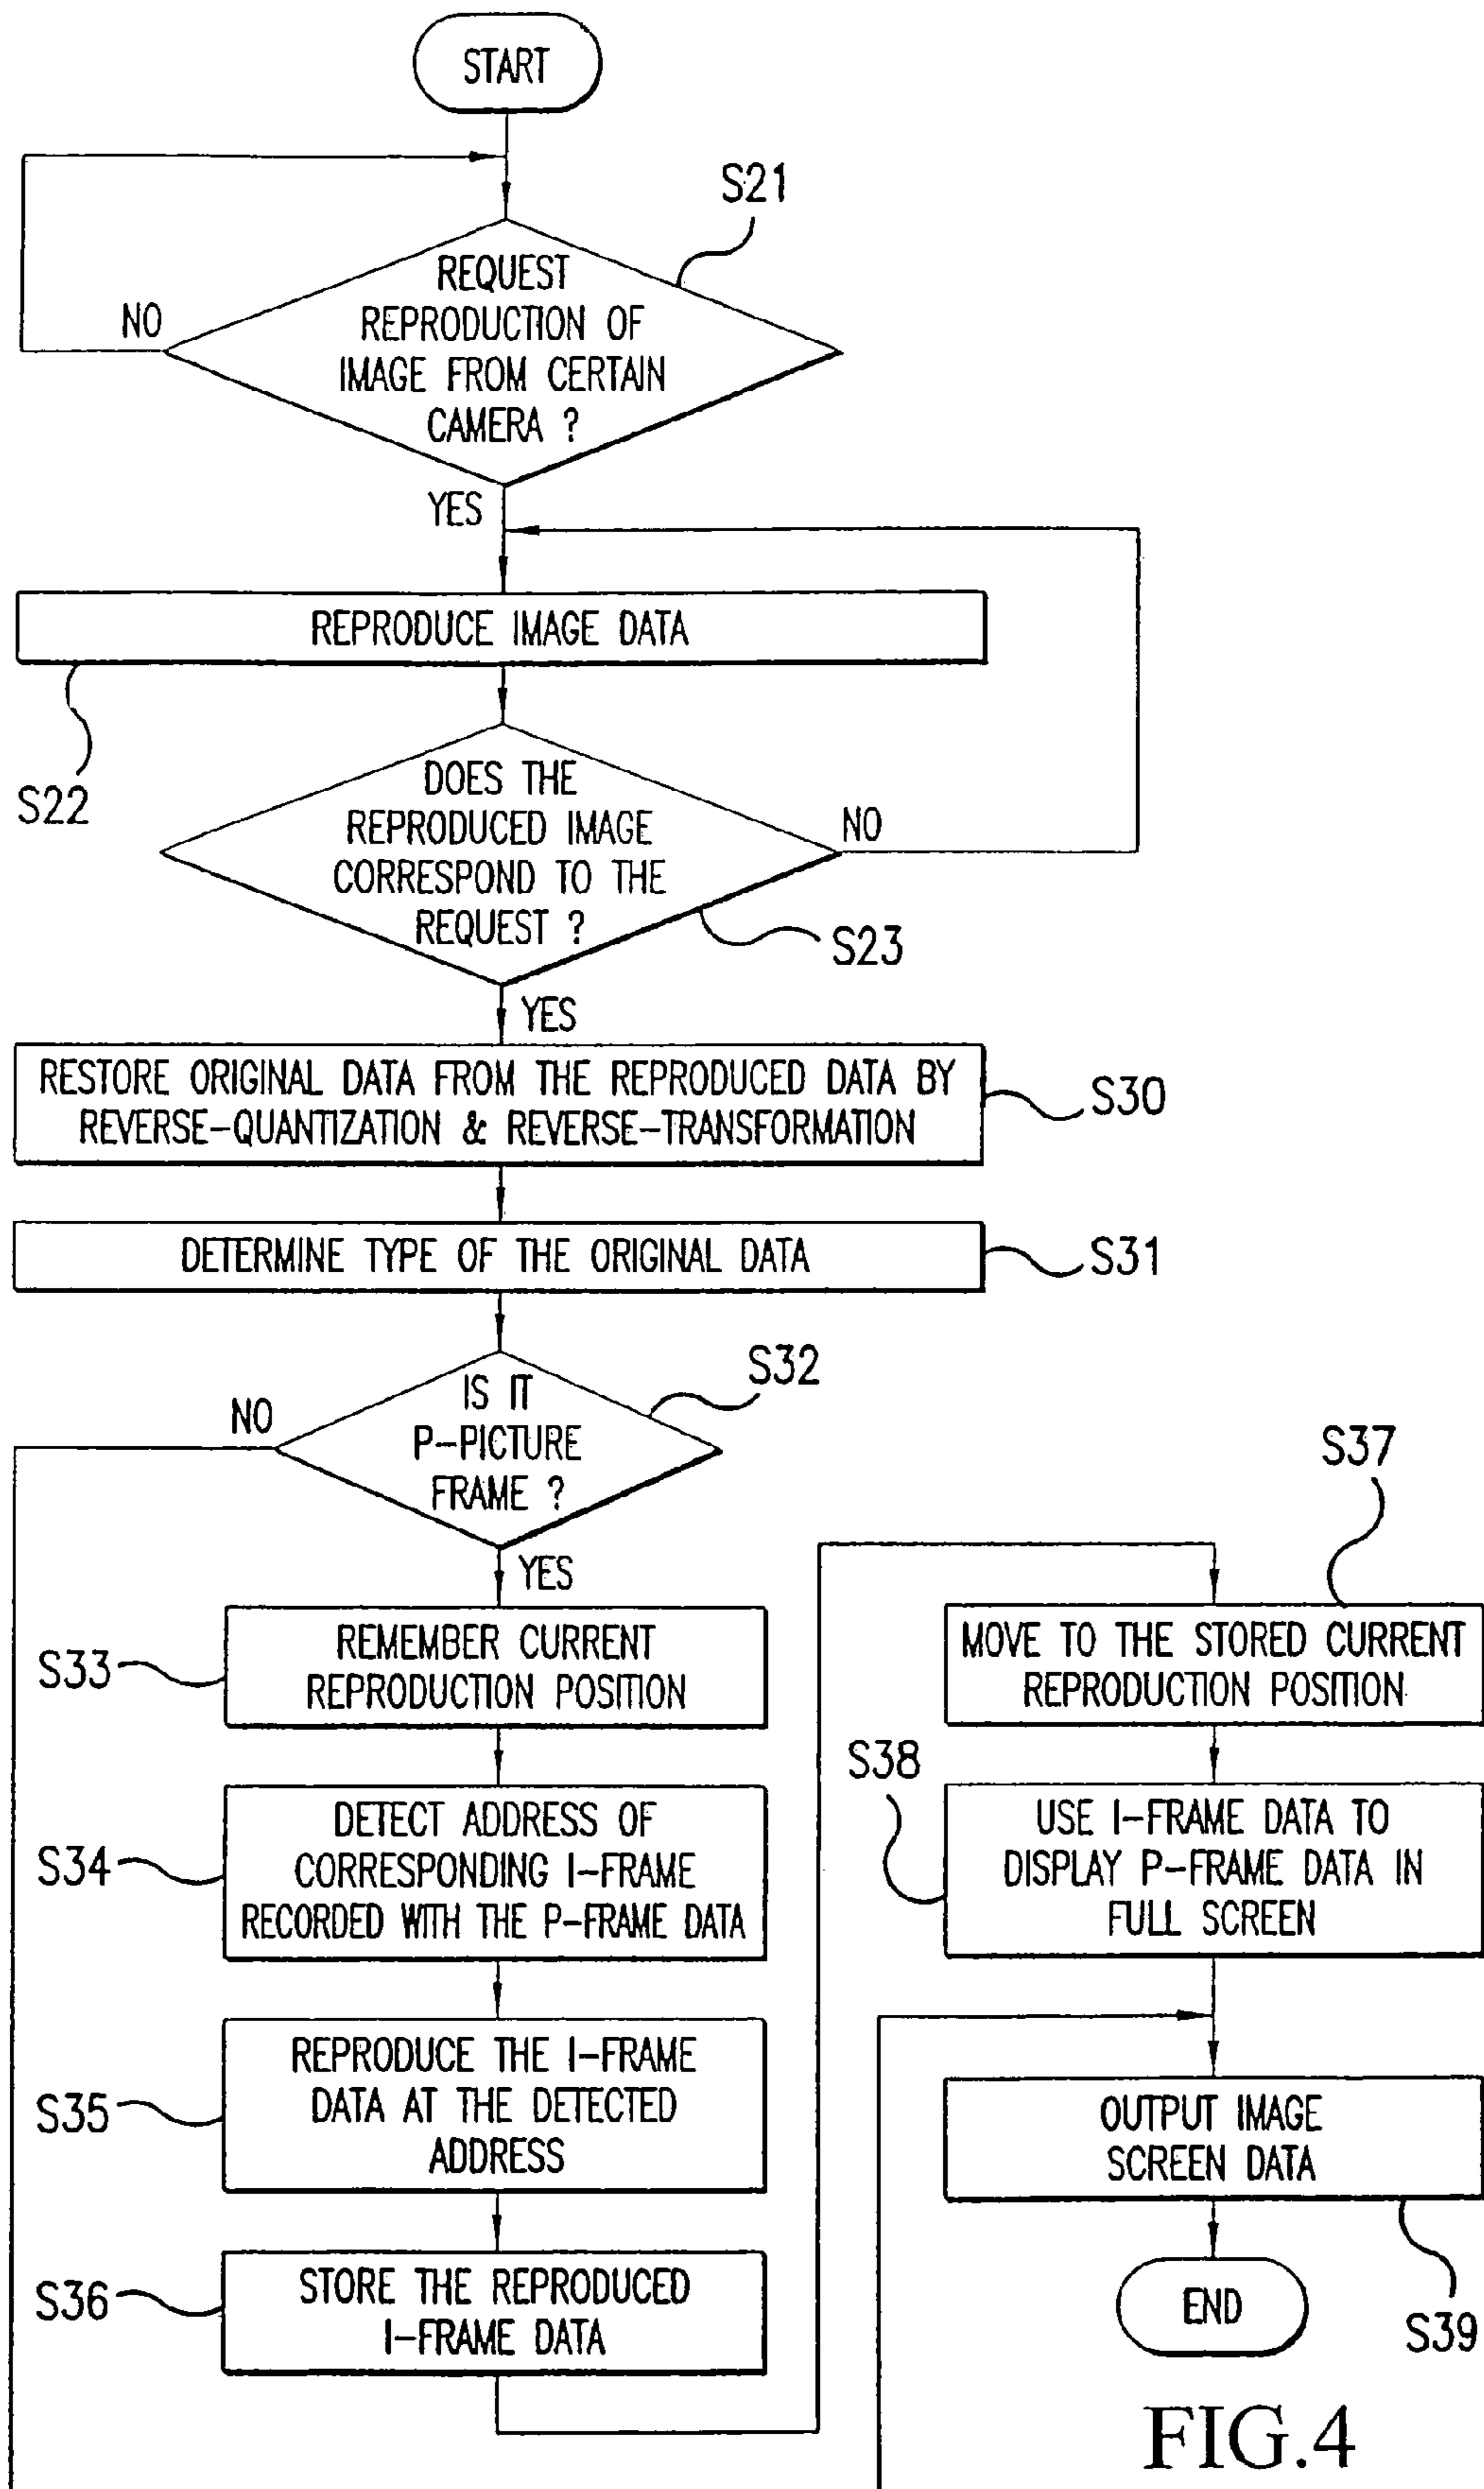 START
S21
REQUEST
REPRODUCTION OF
IMAGE FROM CERTAIN
CAMERA ?
NO
YES
REPRODUCE IMAGE DATA
S22
DOES THE
REPRODUCED IMAGE
CORRESPOND TO THE
REQUEST ?
NO
S23
YES
RESTORE ORIGINAL DATA FROM THE REPRODUCED DATA BY
REVERSE-QUANTIZATION & REVERSE-TRANSFORMATION
S30
DETERMINE TYPE OF THE ORIGINAL DATA
S31
IS IT
P-PICTURE
FRAME ?
S32
NO
YES
REMEMBER CURRENT
REPRODUCTION POSITION
S33
DETECT ADDRESS OF
CORRESPONDING I-FRAME
RECORDED WITH THE P-FRAME DATA
S34
REPRODUCE THE I-FRAME
DATA AT THE DETECTED
ADDRESS
S35
STORE THE REPRODUCED
I-FRAME DATA
S36
S37
MOVE TO THE STORED CURRENT
REPRODUCTION POSITION
S38
USE I-FRAME DATA TO
DISPLAY P-FRAME DATA IN
FULL SCREEN
OUTPUT IMAGE
SCREEN DATA
S39
END
FIG.4